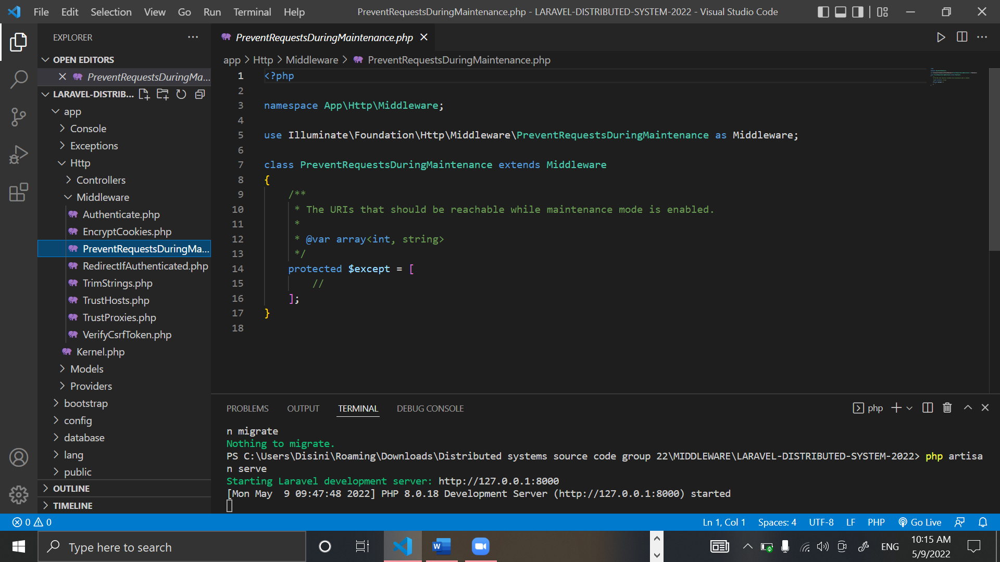 File Edit Selection View Go Run Terminal Help
PreventRequestsDuringMaintenance.php - LARAVEL-DISTRIBUTED-SYSTEM-2022 - Visual Studio Code
EXPLORER
OPEN EDITORS
PreventRequestsDuringMa...
LARAVEL-DISTRIB...
app
Console
Exceptions
Http
Controllers
Middleware
Authenticate.php
EncryptCookies.php
PreventRequestsDuringMa...
RedirectIfAuthenticated.php
TrimStrings.php
TrustHosts.php
TrustProxies.php
VerifyCsrfToken.php
Kernel.php
Models
Providers
bootstrap
config
database
lang
public
OUTLINE
TIMELINE
PreventRequestsDuringMaintenance.php
app > Http > Middleware > PreventRequestsDuringMaintenance.php
1 <?php
2
3 namespace App\Http\Middleware;
4
5 use Illuminate\Foundation\Http\Middleware\PreventRequestsDuringMaintenance as Middleware;
6
7 class PreventRequestsDuringMaintenance extends Middleware
8 {
9 /**
10 * The URIs that should be reachable while maintenance mode is enabled.
11 *
12 * @var array<int, string>
13 */
14 protected $except = [
15 //
16 ];
17 }
18
PROBLEMS OUTPUT TERMINAL DEBUG CONSOLE
php
n migrate
Nothing to migrate.
PS C:\Users\Disini\Roaming\Downloads\Distributed systems source code group 22\MIDDLEWARE\LARAVEL-DISTRIBUTED-SYSTEM-2022> php artisa
n serve
Starting Laravel development server: http://127.0.0.1:8000
[Mon May  9 09:47:48 2022] PHP 8.0.18 Development Server (http://127.0.0.1:8000) started
0 0
Ln 1, Col 1 Spaces: 4 UTF-8 LF PHP Go Live
Type here to search
W
ENG
10:15 AM
5/9/2022